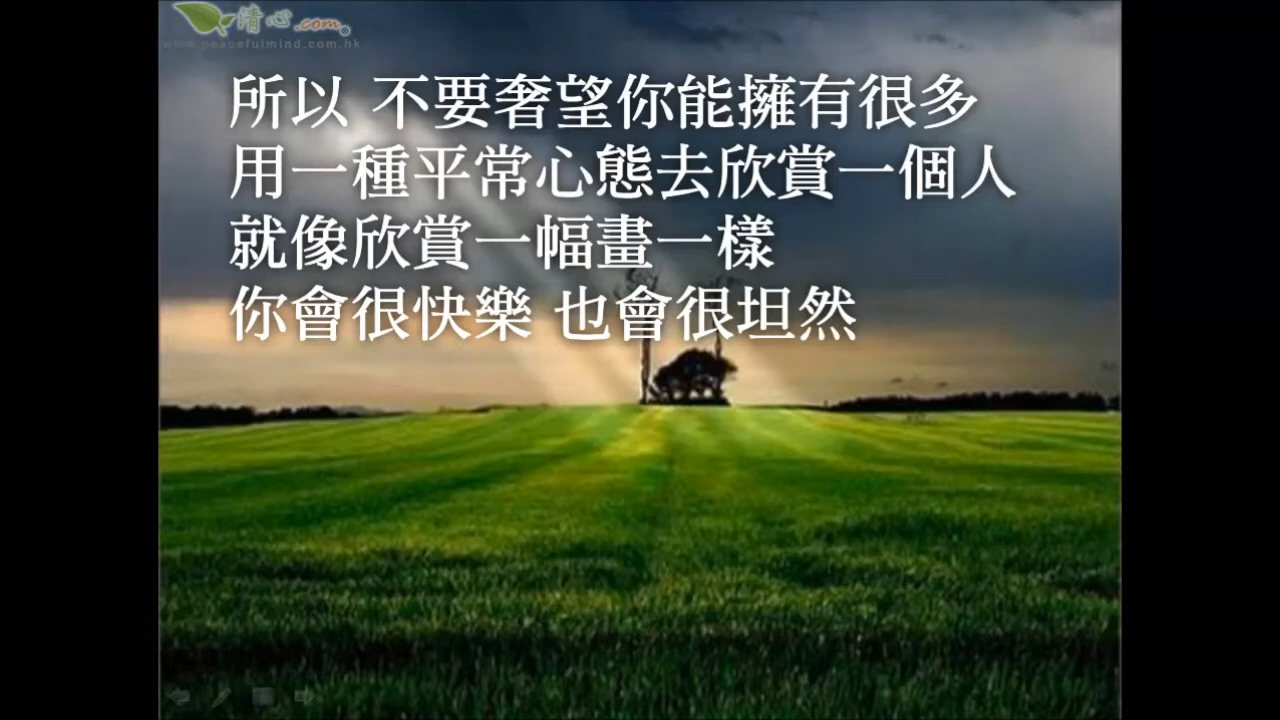 清心.com
www.peacefulmind.com.hk
所以 不要奢望你能擁有很多
用一種平常心態去欣賞一個人
就像欣賞一幅畫一樣
你會很快樂 也會很坦然